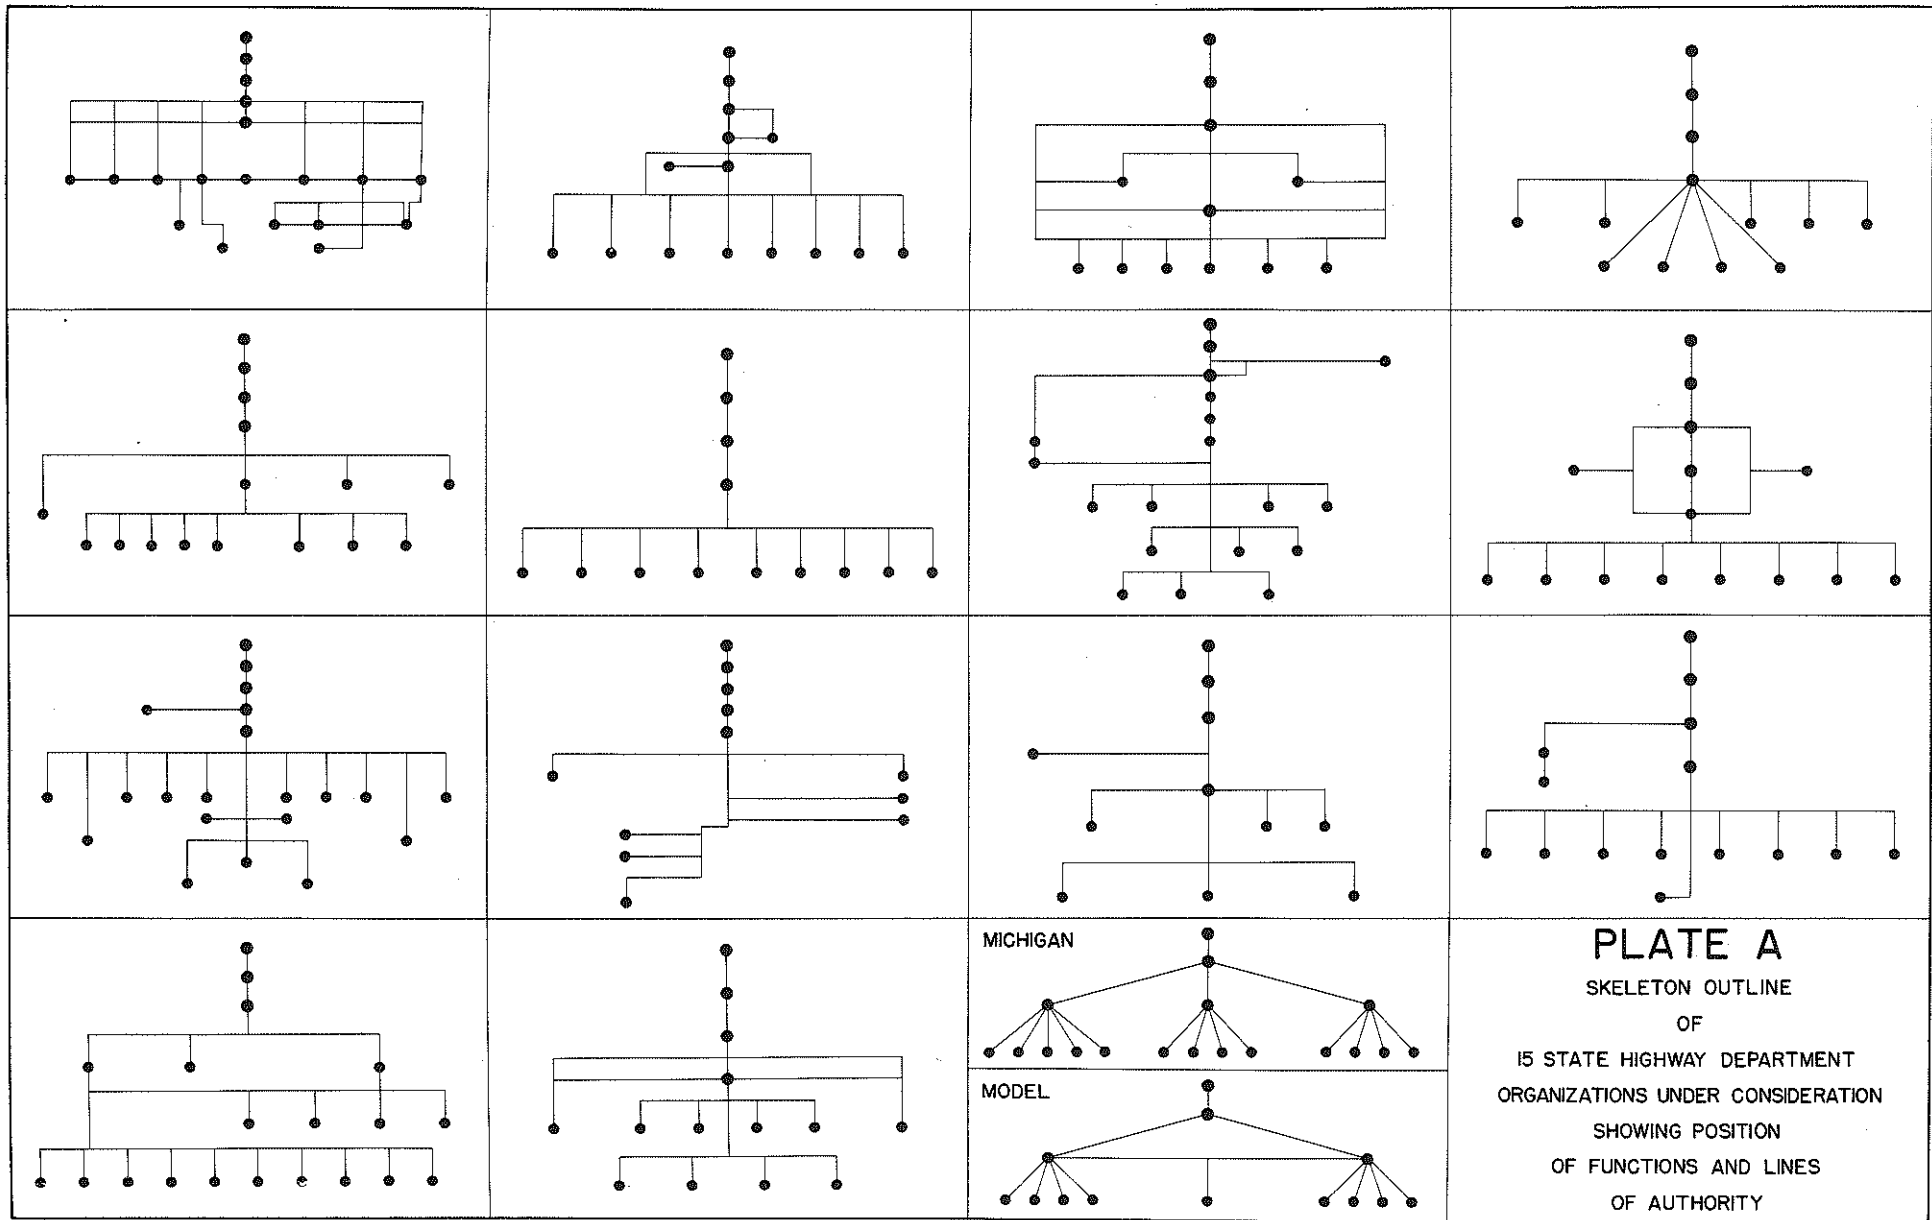 MICHIGAN
MODEL
PLATE A
SKELETON OUTLINE
OF
15 STATE HIGHWAY DEPARTMENT
ORGANIZATIONS UNDER CONSIDERATION
SHOWING POSITION
OF FUNCTIONS AND LINES
OF AUTHORITY